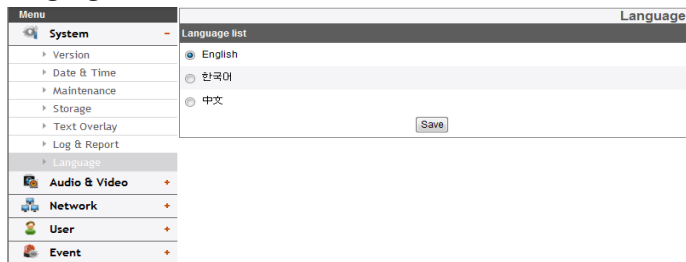 Menu
System
Version
Date & Time
Maintenance
Storage
Text Overlay
Log & Report
Language
Audio & Video
Network
User
Event
Language
Language list
English
한국어
中文
Save